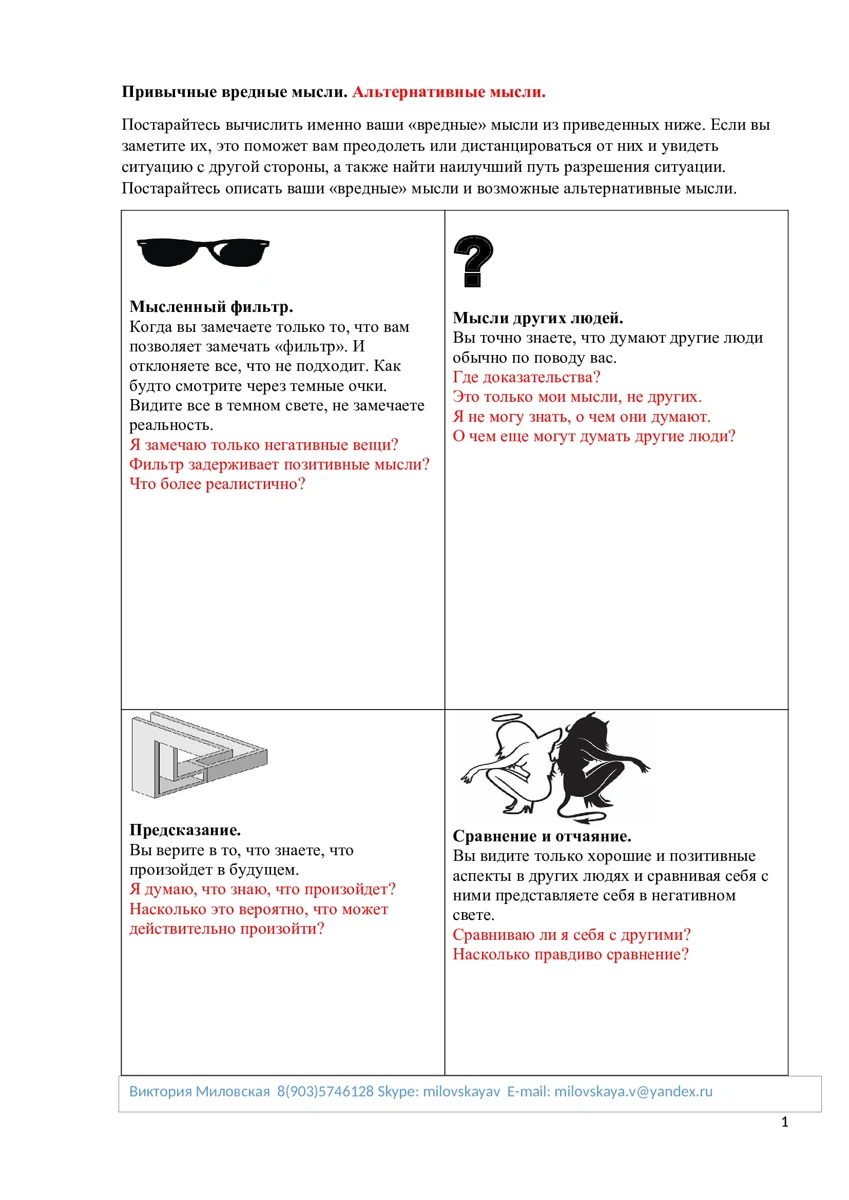 Привычные вредные мысли. Альтернативные мысли.
Постарайтесь вычислить именно ваши «вредные» мысли из приведенных ниже. Если вы
заметите их, это поможет вам преодолеть или дистанцироваться от них и увидеть
ситуацию с другой стороны, а также найти наилучший путь разрешения ситуации.
Постарайтесь описать ваши «вредные» мысли и возможные альтернативные мысли.
Мысленный фильтр.
Когда вы замечаете только то, что вам
позволяет замечать «фильтр». И
отклоняете все, что не подходит. Как
будто смотрите через темные очки.
Видите все в темном свете, не замечаете
реальность.
Я замечаю только негативные вещи?
Фильтр задерживает позитивные мысли?
Что более реалистично?
?
Мысли других людей.
Вы точно знаете, что думают другие люди
обычно по поводу вас.
Где доказательства?
Это только мои мысли, не других.
Я не могу знать, о чем они думают.
О чем еще могут думать другие люди?
Предсказание.
Вы верите в то, что знаете, что
произойдет в будущем.
Я думаю, что знаю, что произойдет?
Насколько это вероятно, что может
действительно произойти?
Сравнение и отчаяние.
Вы видите только хорошие и позитивные
аспекты в других людях и сравнивая себя с
ними представляете себя в негативном
свете.
Сравниваю ли я себя с другими?
Насколько правдиво сравнение?
Виктория Миловская 8(903)5746128 Skype: milovskayav E-mail: milovskaya.v@yandex.ru
1